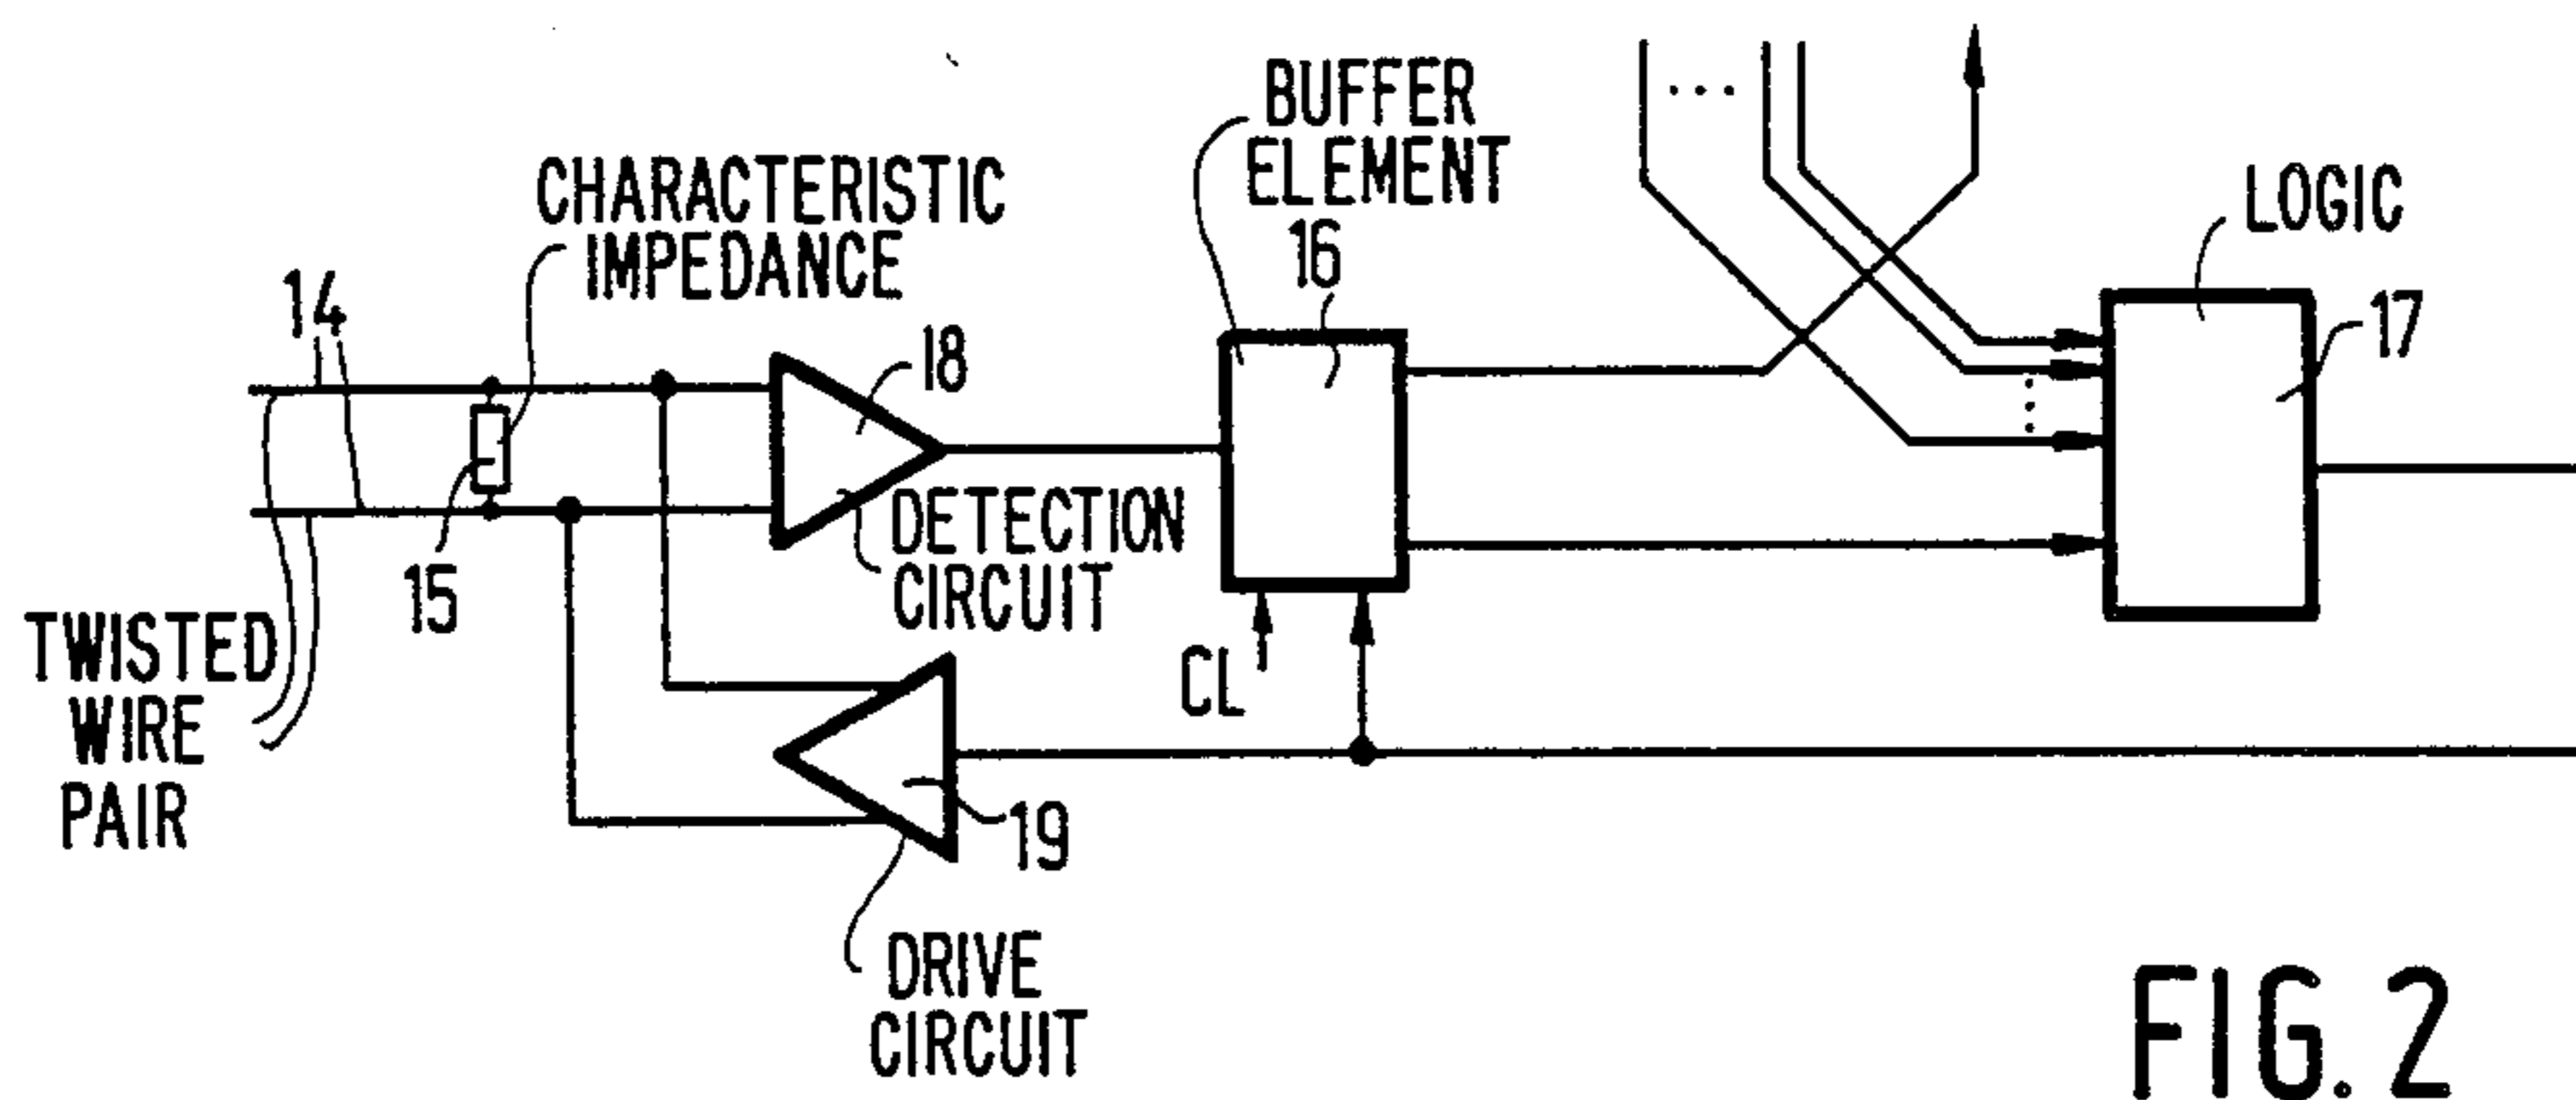 BUFFER
ELEMENT
16
CHARACTERISTIC
IMPEDANCE
LOGIC
14
18
17
15
DETECTION
CIRCUIT
TWISTED
WIRE
PAIR
CL
19
DRIVE
CIRCUIT
FIG. 2